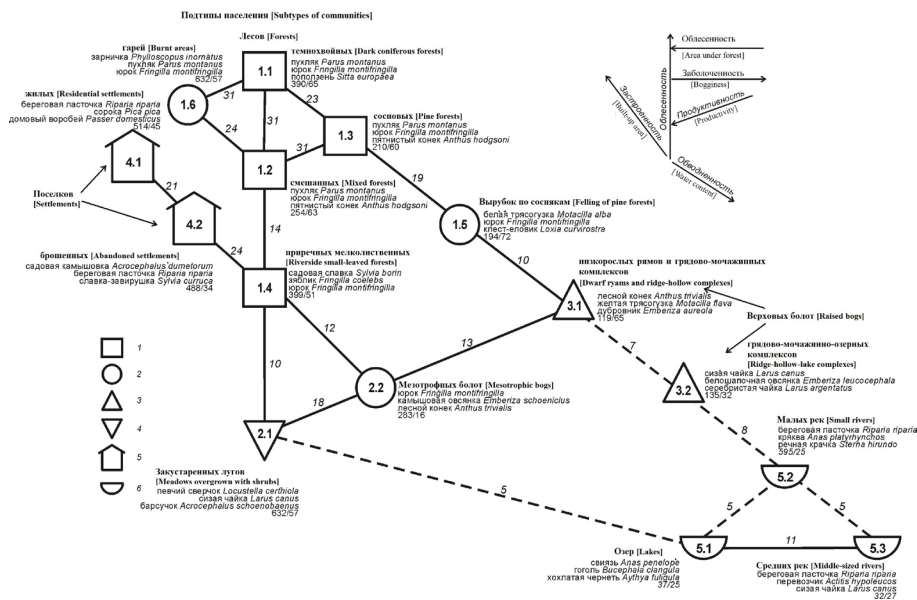 Подтипы населения [Subtypes of communities]
Лесов [Forests]
гарей [Burnt areas]
зарничка Phylloscopus inornatus
пухляк Parus montanus
юрок Fringilla montifringilla
632/57
1.6
темнохвойных [Dark coniferous forests]
пухляк Parus montanus
юрок Fringilla montifringilla
поползень Sitta europaea
390/65
1.1
31
23
31
24
31
жилых [Residential settlements]
береговая ласточка Riparia riparia
сорока Pica pica
домовый воробей Passer domesticus
514/45
4.1
сосновых [Pine forests]
пухляк Parus montanus
юрок Fringilla montifringilla
пятнистый конек Anthus hodgsoni
210/60
1.3
1.2
смешанных [Mixed forests]
пухляк Parus montanus
юрок Fringilla montifringilla
пятнистый конек Anthus hodgsoni
254/63
19
21
Поселков
[Settlements]
4.2
24
14
брошенных [Abandoned settlements]
садовая камышовка Acrocephalus dumetorum
береговая ласточка Riparia riparia
славка-завирушка Sylvia curruca
488/34
Вырубок по соснякам [Felling of pine forests]
белая трясогузка Motacilla alba
юрок Fringilla montifringilla
клест-еловик Loxia curvirostra
194/72
1.5
10
приречных мелколиственных
[Riverside small-leaved forests]
садовая славка Sylvia borin
зяблик Fringilla coelebs
юрок Fringilla montifringilla
399/51
1.4
низкорослых рямов и грядово-мочажинных
комплексов
[Dwarf ryams and ridge-hollow complexes]
лесной конек Anthus trivialis
желтая трясогузка Motacilla flava
дубровник Emberiza aureola
119/65
3.1
Верховых болот [Raised bogs]
12
13
7
10
18
грядово-мочажинно-озерных
комплексов
[Ridge-hollow-lake complexes]
сизая чайка Larus canus
белошапочная овсянка Emberiza leucocephala
серебристая чайка Larus argentatus
135/32
3.2
2.2
Мезотрофных болот [Mesotrophic bogs]
юрок Fringilla montifringilla
камышовая овсянка Emberiza schoeniclus
лесной конек Anthus trivialis
283/16
2.1
Закустаренных лугов
[Meadows overgrown with shrubs]
певчий сверчок Locustella certhiola
сизая чайка Larus canus
барсучок Acrocephalus schoenobaenus
632/57
8
Малых рек [Small rivers]
береговая ласточка Riparia riparia
кряква Anas platyrhynchos
речная крачка Sterna hirundo
595/25
5.2
5
5
5
11
5.1
Озер [Lakes]
свиязь Anas penelope
гоголь Bucephala clangula
хохлатая чернеть Aythya fuligula
37/25
5.3
Средних рек [Middle-sized rivers]
береговая ласточка Riparia riparia
перевозчик Actitis hypoleucos
сизая чайка Larus canus
32/27
1
2
3
4
5
6
Облесенность
[Area under forest]
Заболоченность
[Bogginess]
Продуктивность
[Productivity]
Облесенность
Застроенность
[Built-up area]
Обводненность
[Water content]